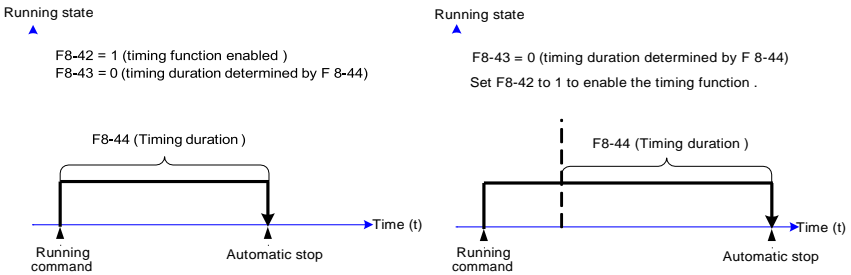 Running state
F8-42 = 1 (timing function enabled )
F8-43 = 0 (timing duration determined by F 8-44)
F8-44 (Timing duration )
Time (t)
Running
command
Automatic stop
Running state
F8-43 = 0 (timing duration determined by F8-44)
Set F8-42 to 1 to enable the timing function .
F8-44 (Timing duration )
Time (t)
Running
command
Automatic stop